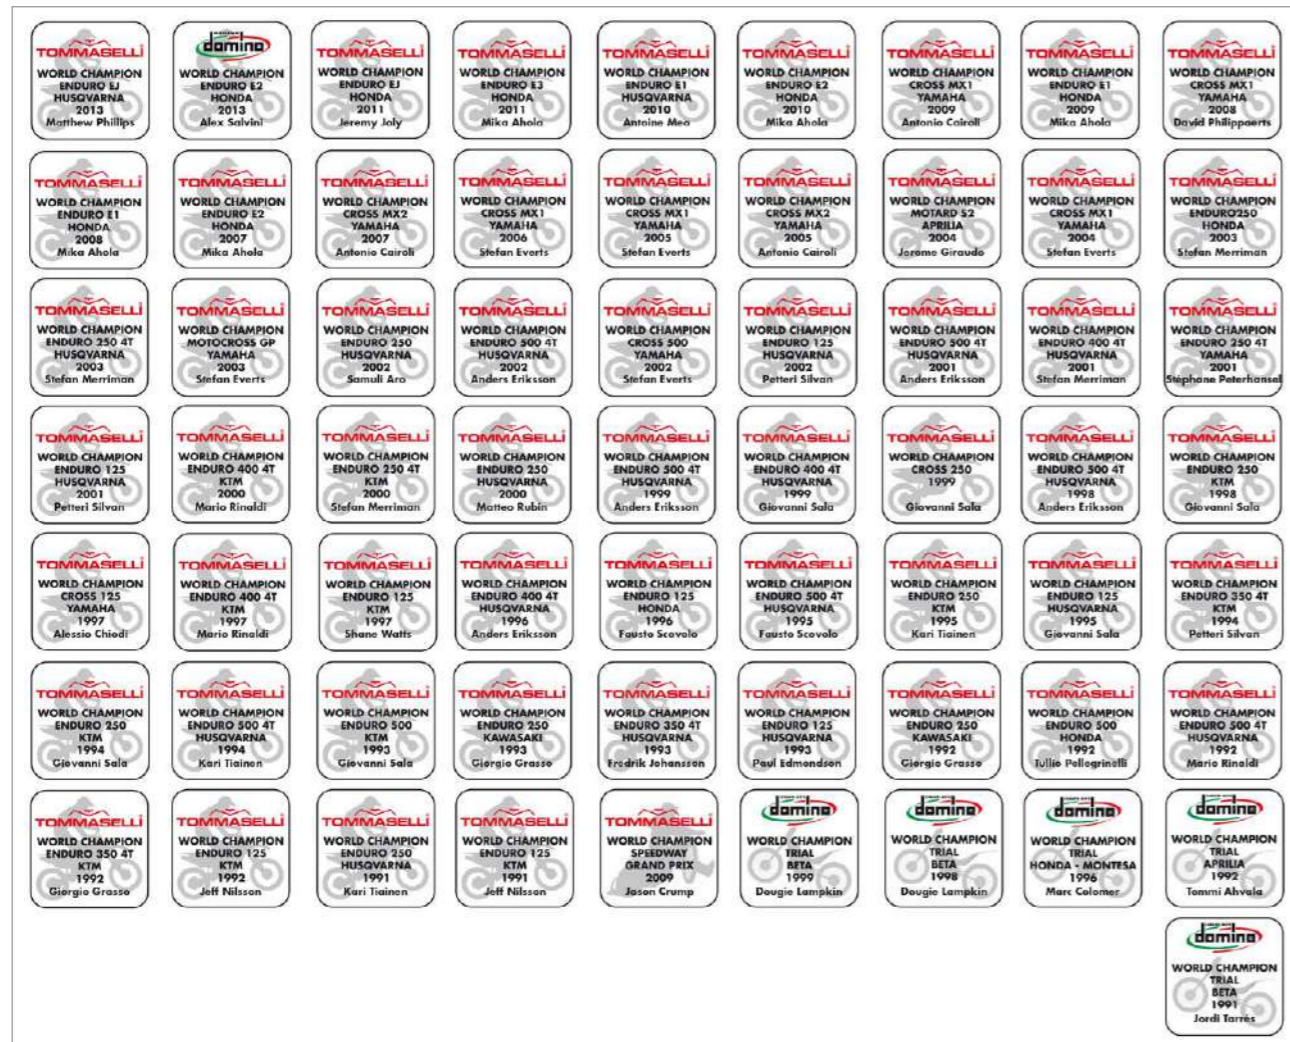 TOMMASELLI
WORLD CHAMPION
ENDURO EJ
HUSQVARNA
2013
Matthew Phillips
domino
WORLD CHAMPION
ENDURO E2
HONDA
2013
Alex Salvini
TOMMASELLI
WORLD CHAMPION
ENDURO EJ
HONDA
2011
Jeremy Joly
TOMMASELLI
WORLD CHAMPION
ENDURO E3
HONDA
2011
Mika Ahola
TOMMASELLI
WORLD CHAMPION
ENDURO E1
HUSQVARNA
2010
Antoine Meo
TOMMASELLI
WORLD CHAMPION
ENDURO E2
HONDA
2010
Mika Ahola
TOMMASELLI
WORLD CHAMPION
CROSS MX1
YAMAHA
2009
Antonio Cairoli
TOMMASELLI
WORLD CHAMPION
ENDURO E1
HONDA
2009
Mika Ahola
TOMMASELLI
WORLD CHAMPION
CROSS MX1
YAMAHA
2008
David Philippaerts
TOMMASELLI
WORLD CHAMPION
ENDURO E1
HONDA
2008
Mika Ahola
TOMMASELLI
WORLD CHAMPION
ENDURO E2
HONDA
2007
Mika Ahola
TOMMASELLI
WORLD CHAMPION
CROSS MX2
YAMAHA
2007
Antonio Cairoli
TOMMASELLI
WORLD CHAMPION
CROSS MX1
YAMAHA
2006
Stefan Everts
TOMMASELLI
WORLD CHAMPION
CROSS MX1
YAMAHA
2005
Stefan Everts
TOMMASELLI
WORLD CHAMPION
CROSS MX2
YAMAHA
2005
Antonio Cairoli
TOMMASELLI
WORLD CHAMPION
MOTARD S2
APRILIA
2004
Jerome Giraudo
TOMMASELLI
WORLD CHAMPION
CROSS MX1
YAMAHA
2004
Stefan Everts
TOMMASELLI
WORLD CHAMPION
ENDURO250
HONDA
2003
Stefan Merriman
TOMMASELLI
WORLD CHAMPION
ENDURO 250 4T
HUSQVARNA
2003
Stefan Merriman
TOMMASELLI
WORLD CHAMPION
MOTOCROSS GP
YAMAHA
2003
Stefan Everts
TOMMASELLI
WORLD CHAMPION
ENDURO 250
HUSQVARNA
2002
Samuli Aro
TOMMASELLI
WORLD CHAMPION
ENDURO 500 4T
HUSQVARNA
2002
Anders Eriksson
TOMMASELLI
WORLD CHAMPION
CROSS 500
YAMAHA
2002
Stefan Everts
TOMMASELLI
WORLD CHAMPION
ENDURO 125
HUSQVARNA
2002
Petteri Silvan
TOMMASELLI
WORLD CHAMPION
ENDURO 500 4T
HUSQVARNA
2001
Anders Eriksson
TOMMASELLI
WORLD CHAMPION
ENDURO 400 4T
HUSQVARNA
2001
Stefan Merriman
TOMMASELLI
WORLD CHAMPION
ENDURO 250 4T
YAMAHA
2001
Stéphane Peterhansel
TOMMASELLI
WORLD CHAMPION
ENDURO 125
HUSQVARNA
2001
Petteri Silvan
TOMMASELLI
WORLD CHAMPION
ENDURO 400 4T
KTM
2000
Mario Rinaldi
TOMMASELLI
WORLD CHAMPION
ENDURO 250 4T
KTM
2000
Stefan Merriman
TOMMASELLI
WORLD CHAMPION
ENDURO 250
HUSQVARNA
2000
Matteo Rubin
TOMMASELLI
WORLD CHAMPION
ENDURO 500 4T
HUSQVARNA
1999
Anders Eriksson
TOMMASELLI
WORLD CHAMPION
ENDURO 400 4T
HUSQVARNA
1999
Giovanni Sala
TOMMASELLI
WORLD CHAMPION
CROSS 250
1999
Giovanni Sala
TOMMASELLI
WORLD CHAMPION
ENDURO 500 4T
HUSQVARNA
1998
Anders Eriksson
TOMMASELLI
WORLD CHAMPION
ENDURO 250
KTM
1998
Giovanni Sala
TOMMASELLI
WORLD CHAMPION
CROSS 125
YAMAHA
1997
Alessio Chiodi
TOMMASELLI
WORLD CHAMPION
ENDURO 400 4T
KTM
1997
Mario Rinaldi
TOMMASELLI
WORLD CHAMPION
ENDURO 125
KTM
1997
Shane Watts
TOMMASELLI
WORLD CHAMPION
ENDURO 400 4T
HUSQVARNA
1996
Anders Eriksson
TOMMASELLI
WORLD CHAMPION
ENDURO 125
HONDA
1996
Fausto Scovolo
TOMMASELLI
WORLD CHAMPION
ENDURO 500 4T
HUSQVARNA
1995
Fausto Scovolo
TOMMASELLI
WORLD CHAMPION
ENDURO 250
KTM
1995
Kari Tiainen
TOMMASELLI
WORLD CHAMPION
ENDURO 125
HUSQVARNA
1995
Giovanni Sala
TOMMASELLI
WORLD CHAMPION
ENDURO 350 4T
KTM
1994
Petteri Silvan
TOMMASELLI
WORLD CHAMPION
ENDURO 250
KTM
1994
Giovanni Sala
TOMMASELLI
WORLD CHAMPION
ENDURO 500 4T
HUSQVARNA
1994
Kari Tiainen
TOMMASELLI
WORLD CHAMPION
ENDURO 500
KTM
1993
Giovanni Sala
TOMMASELLI
WORLD CHAMPION
ENDURO 250
KAWASAKI
1993
Giorgio Grasso
TOMMASELLI
WORLD CHAMPION
ENDURO 350 4T
HUSQVARNA
1993
Fredrik Johansson
TOMMASELLI
WORLD CHAMPION
ENDURO 125
HUSQVARNA
1993
Paul Edmondson
TOMMASELLI
WORLD CHAMPION
ENDURO 250
KAWASAKI
1992
Giorgio Grasso
TOMMASELLI
WORLD CHAMPION
ENDURO 500
HONDA
1992
Tullio Pellegrinelli
TOMMASELLI
WORLD CHAMPION
ENDURO 500 4T
HUSQVARNA
1992
Mario Rinaldi
TOMMASELLI
WORLD CHAMPION
ENDURO 350 4T
KTM
1992
Giorgio Grasso
TOMMASELLI
WORLD CHAMPION
ENDURO 125
KTM
1992
Jeff Nilsson
TOMMASELLI
WORLD CHAMPION
ENDURO 250
HUSQVARNA
1991
Kari Tiainen
TOMMASELLI
WORLD CHAMPION
ENDURO 125
KTM
1991
Jeff Nilsson
TOMMASELLI
WORLD CHAMPION
SPEEDWAY
GRAND PRIX
2009
Jason Crump
domino
WORLD CHAMPION
TRIAL
BETA
1999
Dougie Lampkin
domino
WORLD CHAMPION
TRIAL
BETA
1998
Dougie Lampkin
domino
WORLD CHAMPION
TRIAL
HONDA - MONTESA
1996
Marc Colomer
domino
WORLD CHAMPION
TRIAL
APRILIA
1992
Tommi Ahvala
domino
WORLD CHAMPION
TRIAL
BETA
1991
Jordi Tarrés